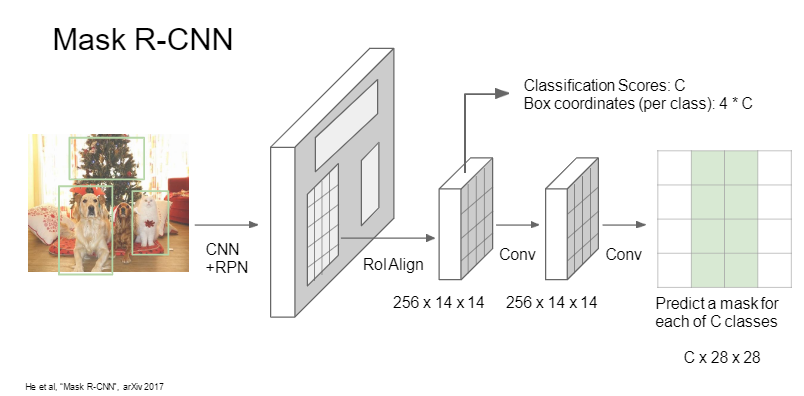 Mask R-CNN
Classification Scores: C
Box coordinates (per class): 4 * C
CNN
+RPN
RoI Align
Conv
Conv
256 x 14 x 14
256 x 14 x 14
Predict a mask for
each of C classes
C x 28 x 28
He et al, "Mask R-CNN", arXiv 2017